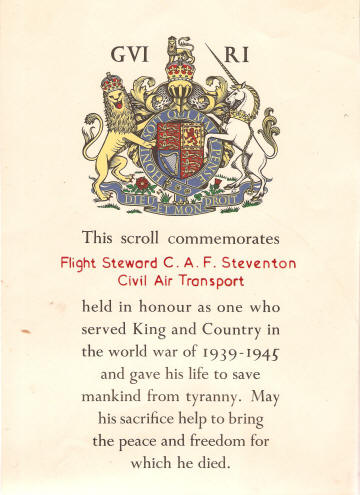 GVI RI
HONI SOIT QUI MAL Y PENSE
DIEU ET MON DROIT
This scroll commemorates
Flight Steward C. A. F. Steventon
Civil Air Transport
held in honour as one who
served King and Country in
the world war of 1939-1945
and gave his life to save
mankind from tyranny. May
his sacrifice help to bring
the peace and freedom for
which he died.